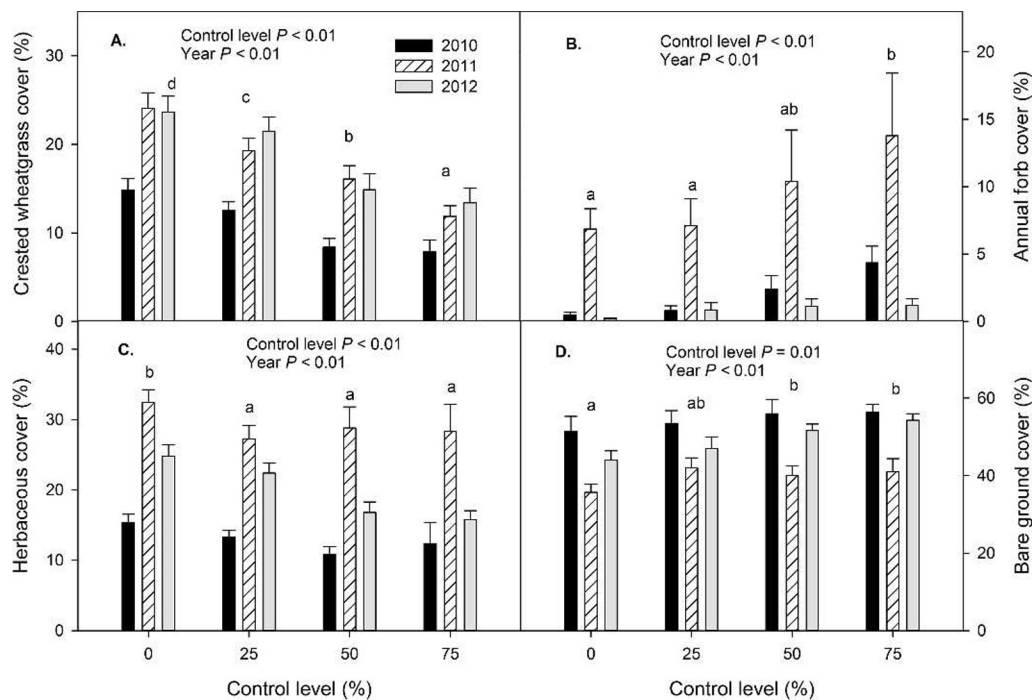 A.
Control level P < 0.01
Year P < 0.01
2010
2011
2012
Crested wheatgrass cover (%)
30
20
10
0
d
c
b
a
B.
Control level P < 0.01
Year P < 0.01
Annual forb cover (%)
20
15
10
5
0
a
a
ab
b
C.
Control level P < 0.01
Year P < 0.01
Herbaceous cover (%)
40
30
20
10
0
b
a
a
a
0
25
50
75
Control level (%)
D.
Control level P = 0.01
Year P < 0.01
Bare ground cover (%)
60
40
20
0
a
ab
b
b
0
25
50
75
Control level (%)